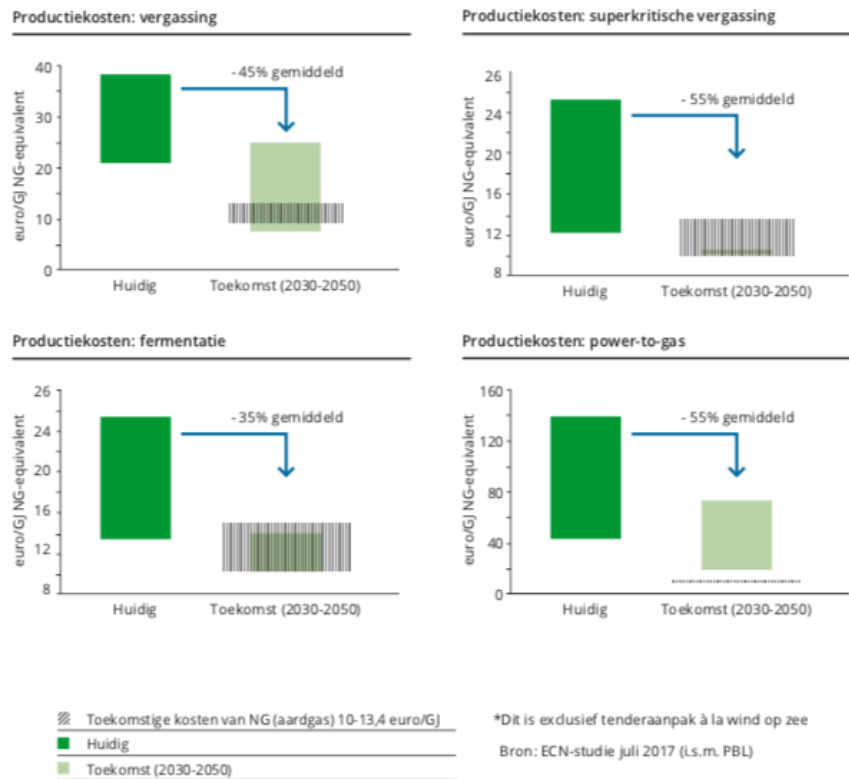 Productiekosten: vergassing
euro/GJ NG-equivalent
40
30
20
10
0
- 45% gemiddeld
Huidig
Toekomst (2030-2050)
Productiekosten: superkritische vergassing
euro/GJ NG-equivalent
26
24
20
16
12
8
- 55% gemiddeld
Huidig
Toekomst (2030-2050)
Productiekosten: fermentatie
euro/GJ NG-equivalent
26
24
20
16
12
8
- 35% gemiddeld
Huidig
Toekomst (2030-2050)
Productiekosten: power-to-gas
euro/GJ NG-equivalent
160
120
80
40
0
- 55% gemiddeld
Huidig
Toekomst (2030-2050)
Toekomstige kosten van NG (aardgas) 10-13,4 euro/GJ
Huidig
Toekomst (2030-2050)
*Dit is exclusief tenderaanpak à la wind op zee
Bron: ECN-studie juli 2017 (i.s.m. PBL)